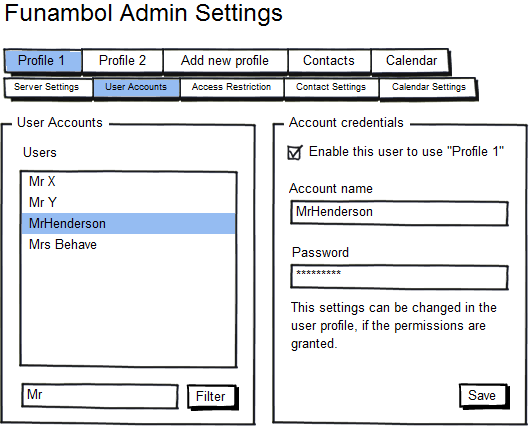 Funambol Admin Settings
Profile 1 Profile 2 Add new profile Contacts Calendar
Server Settings User Accounts Access Restriction Contact Settings Calendar Settings
User Accounts
Users
Mr X
Mr Y
MrHenderson
Mrs Behave
Mr Filter
Account credentials
Enable this user to use "Profile 1"
Account name
MrHenderson
Password
*********
This settings can be changed in the
user profile, if the permissions are
granted.
Save